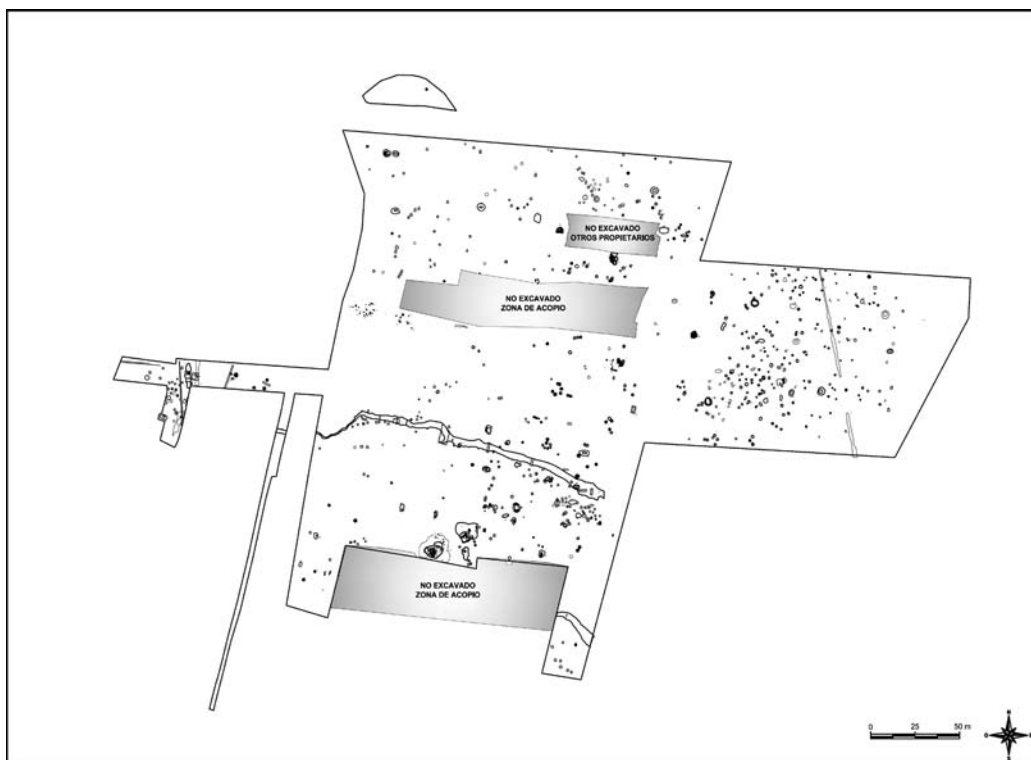 NO EXCAVADO
OTROS PROPIETARIOS
NO EXCAVADO
ZONA DE ACOPIO
NO EXCAVADO
ZONA DE ACOPIO
0 25 50 m
N
O
S